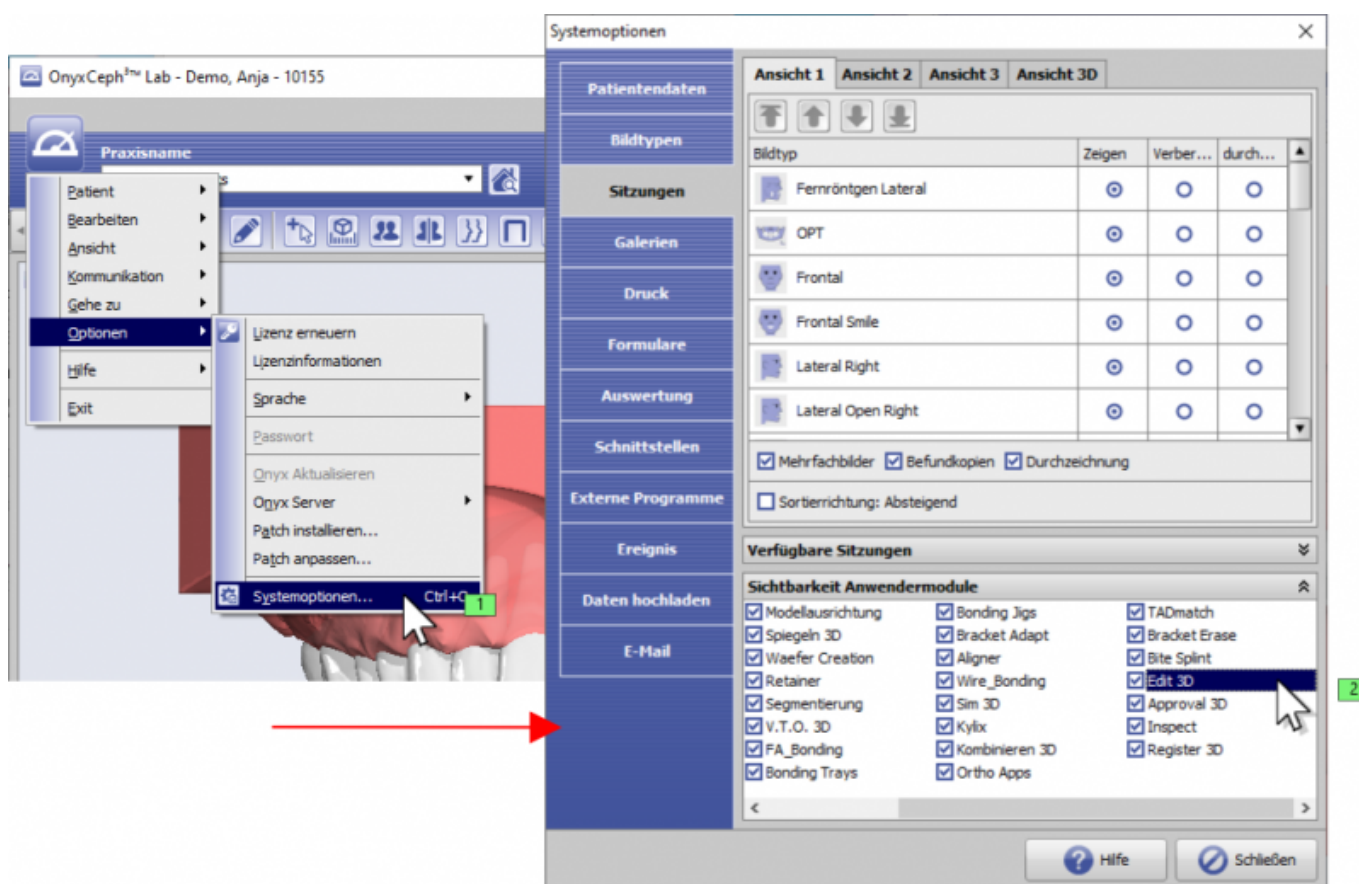 OnyxCeph³™ Lab - Demo, Anja - 10155
Praxisname
Patient
Bearbeiten
Ansicht
Kommunikation
Gehe zu
Optionen
Hilfe
Exit
Lizenz erneuern
Lizenzinformationen
Sprache
Passwort
Onyx Aktualisieren
Onyx Server
Patch installieren...
Patch anpassen...
Systemoptionen...
1
Systemoptionen
Patientendaten
Bildtypen
Sitzungen
Galerien
Druck
Formulare
Auswertung
Schnittstellen
Externe Programme
Ereignis
Daten hochladen
E-Mail
Ansicht 1 Ansicht 2 Ansicht 3 Ansicht 3D
Bildtyp Zeigen Verber... durch...
Fernröntgen Lateral
OPT
Frontal
Frontal Smile
Lateral Right
Lateral Open Right
Mehrfachbilder Befundkopien Durchzeichnung
Sortierrichtung: Absteigend
Verfügbare Sitzungen
Sichtbarkeit Anwendermodule
Modellausrichtung Bonding Jigs TADmatch
Spiegeln 3D Bracket Adapt Bracket Erase
Waefer Creation Aligner Bite Splint
Retainer Wire_Bonding Edit 3D
Segmentierung Sim 3D Approval 3D
V.T.O. 3D Kylix Inspect
FA_Bonding Kombinieren 3D Register 3D
Bonding Trays Ortho Apps
2
Hilfe Schließen